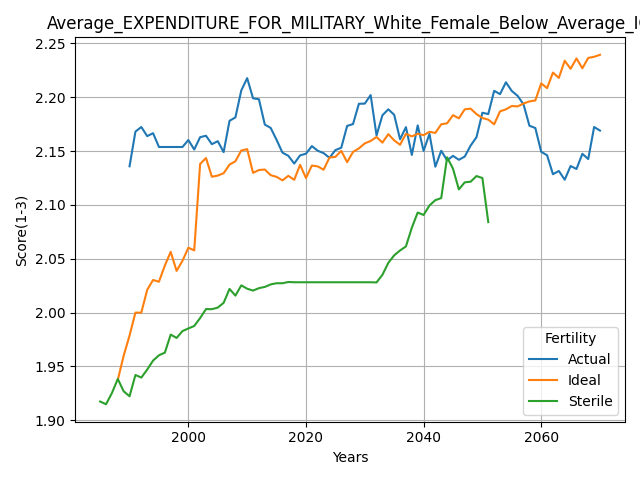 Average_EXPENDITURE_FOR_MILITARY_White_Female_Below_Average_I
Score(1-3)
2.25
2.20
2.15
2.10
2.05
2.00
1.95
1.90
Fertility
Actual
Ideal
Sterile
2000 2020 2040 2060
Years